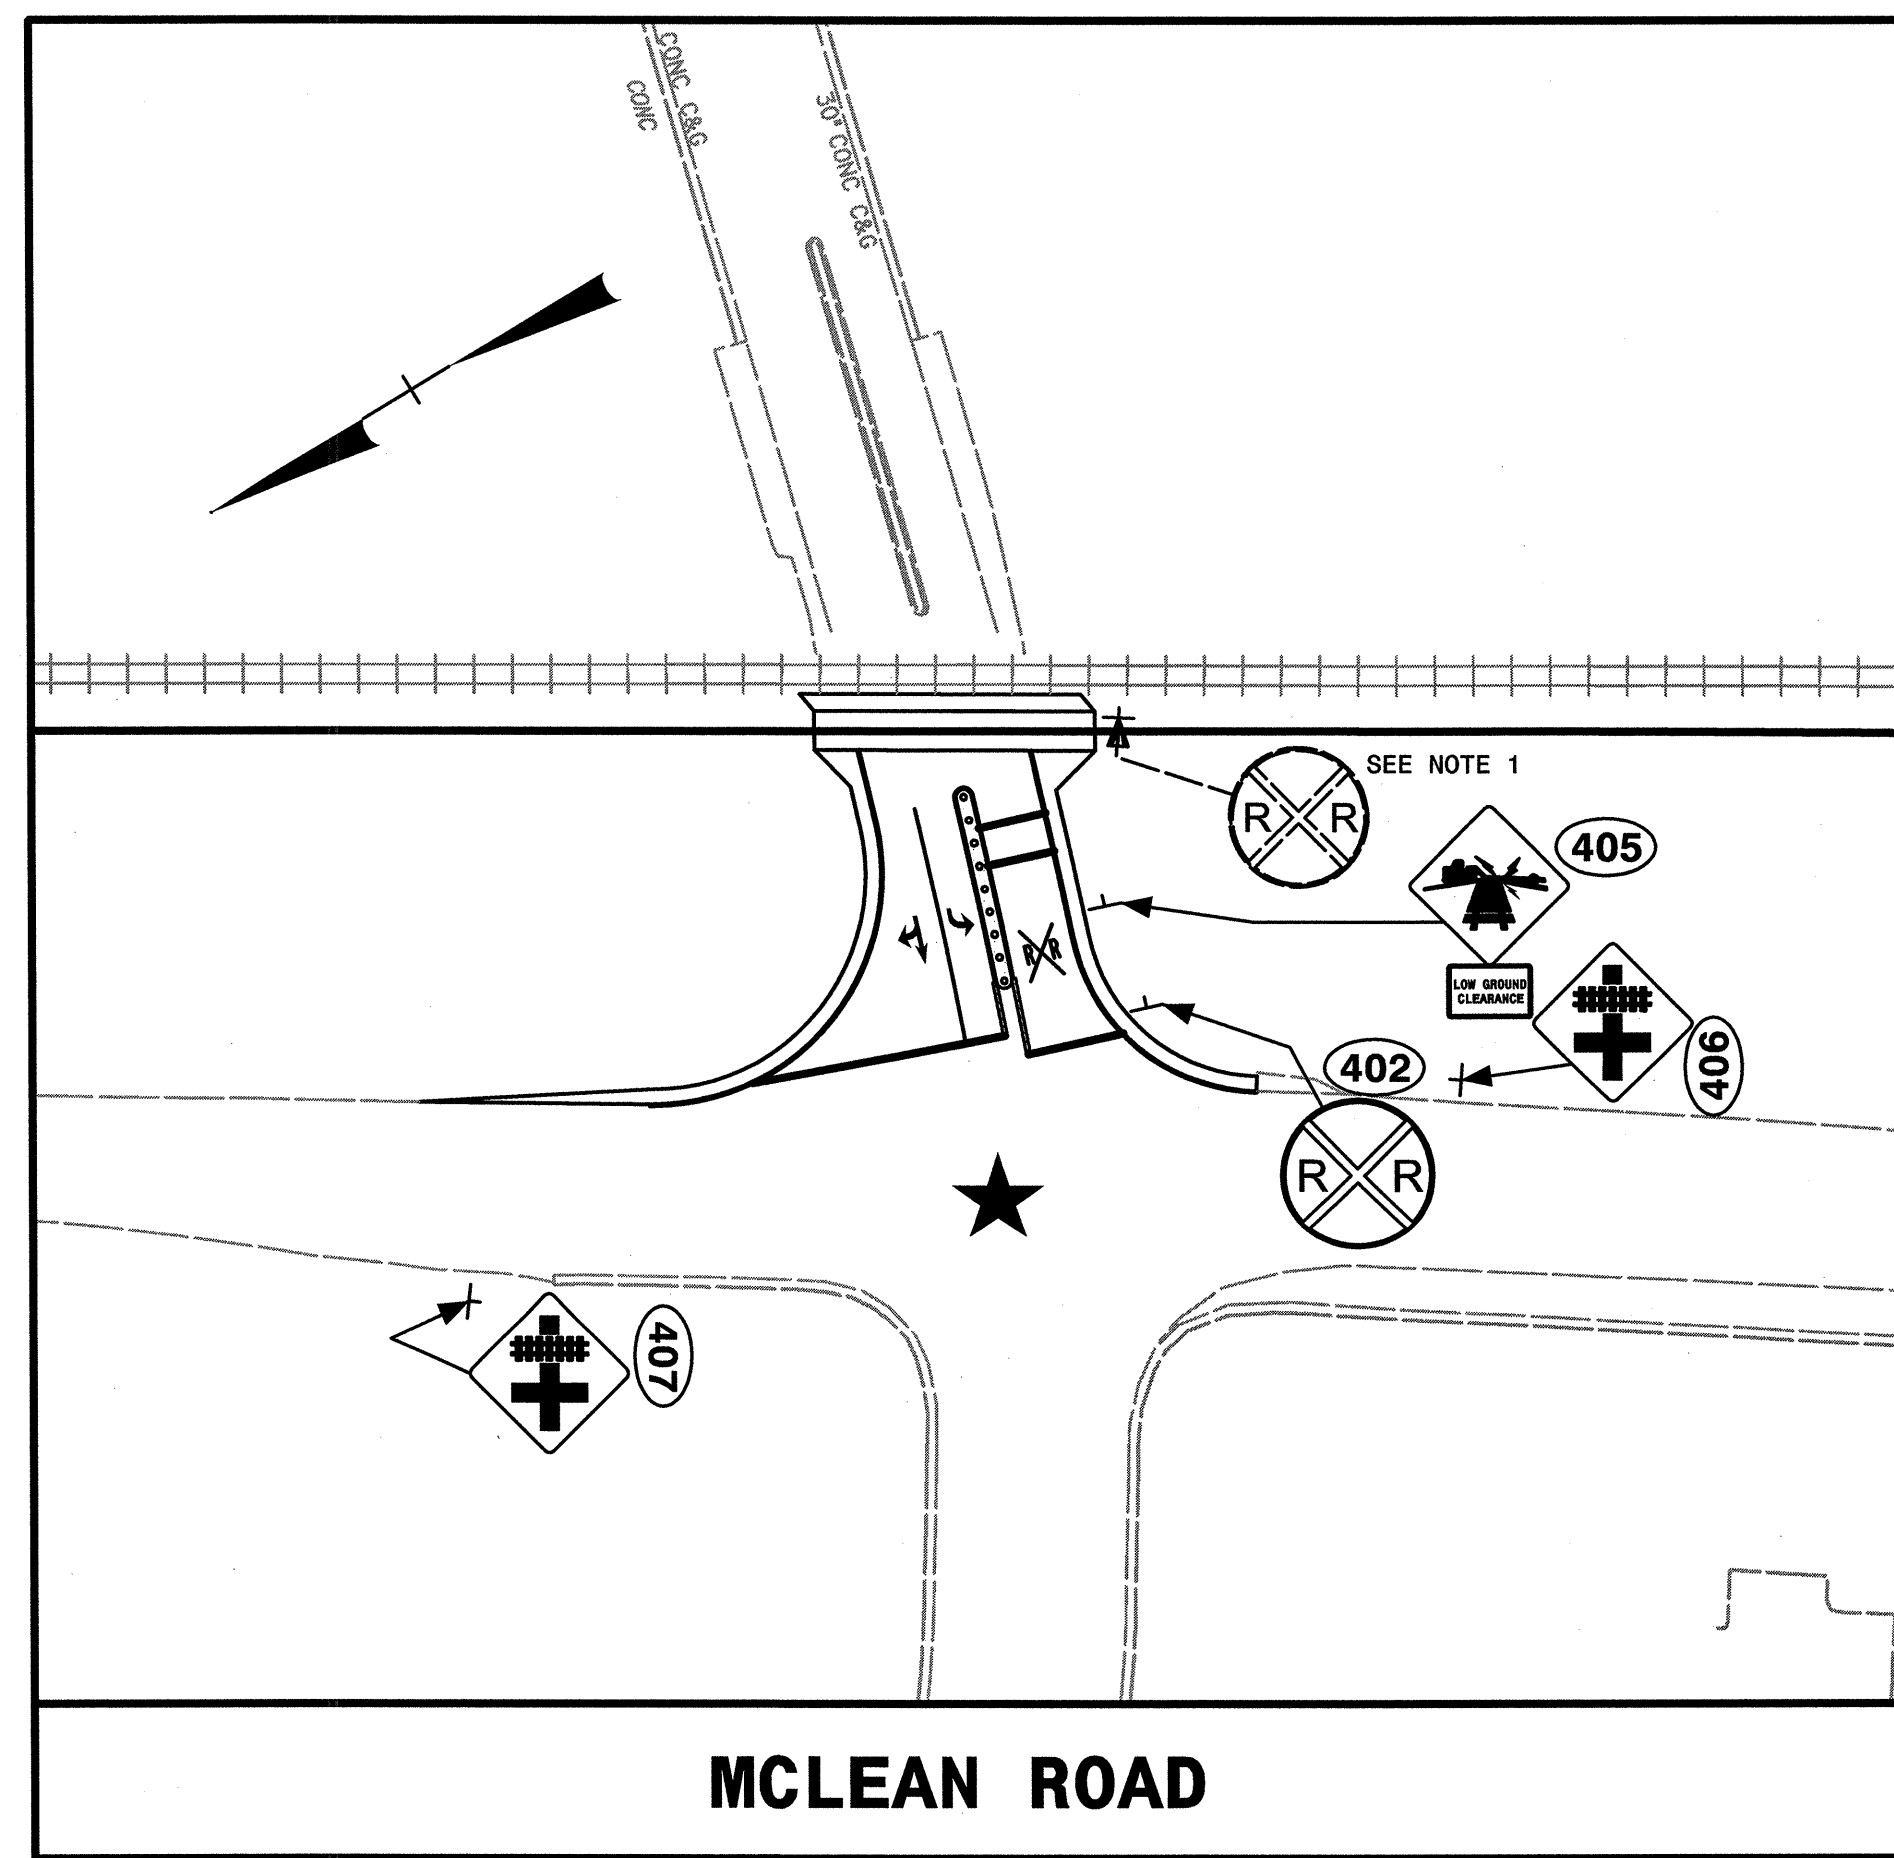 CONC C&G
CONC
30" CONC C&G
SEE NOTE 1
R R
405
LOW GROUND
CLEARANCE
R R
406
402
R R
407
MCLEAN ROAD